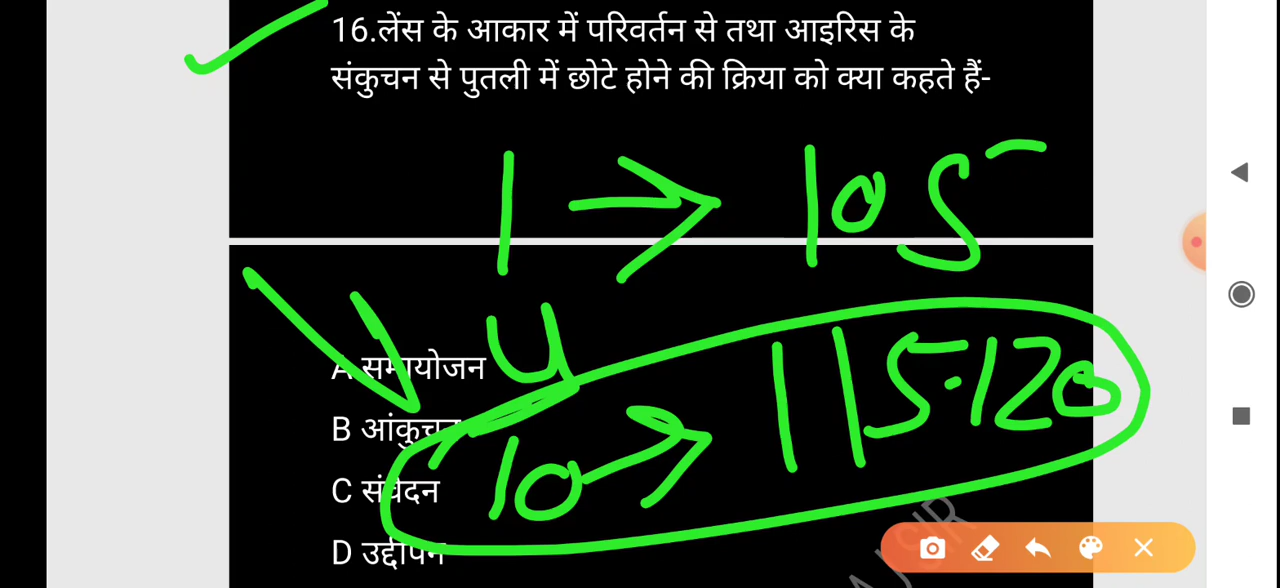 16.लेंस के आकार में परिवर्तन से तथा आइरिस के
संकुचन से पुतली में छोटे होने की क्रिया को क्या कहते हैं-
1 → 105
A समायोजन
B आंकुचन
10 → 115-120
C संवेदन
D उद्दीपन
SIR